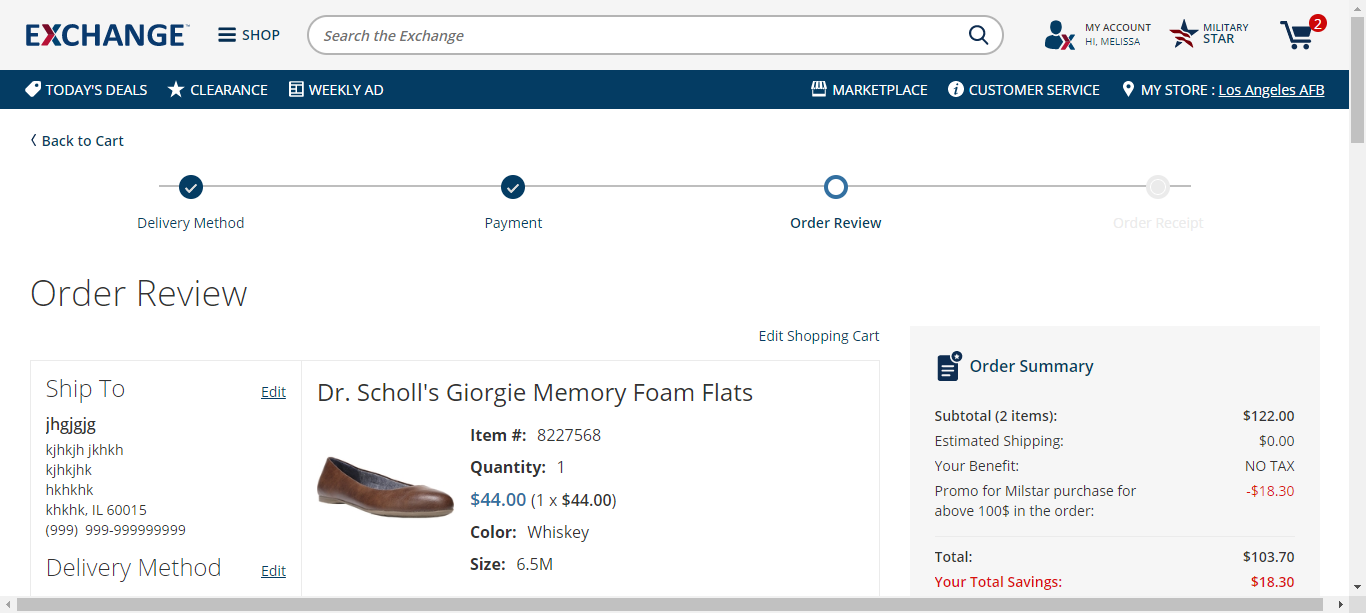 EXCHANGE
SHOP
Search the Exchange
MY ACCOUNT
HI, MELISSA
MILITARY
STAR
2
TODAY'S DEALS
CLEARANCE
WEEKLY AD
MARKETPLACE
CUSTOMER SERVICE
MY STORE : Los Angeles AFB
Back to Cart
Delivery Method
Payment
Order Review
Order Receipt
Order Review
Edit Shopping Cart
Ship To
Edit
jhgjgjg
kjhkjh jkhkh
kjhkjhk
hkhkhk
khkhk, IL 60015
(999) 999-999999999
Delivery Method
Edit
Dr. Scholl's Giorgie Memory Foam Flats
Item #: 8227568
Quantity: 1
$44.00 (1 x $44.00)
Color: Whiskey
Size: 6.5M
Order Summary
Subtotal (2 items): $122.00
Estimated Shipping: $0.00
Your Benefit: NO TAX
Promo for Milstar purchase for -$18.30
above 100$ in the order:
Total: $103.70
Your Total Savings: $18.30